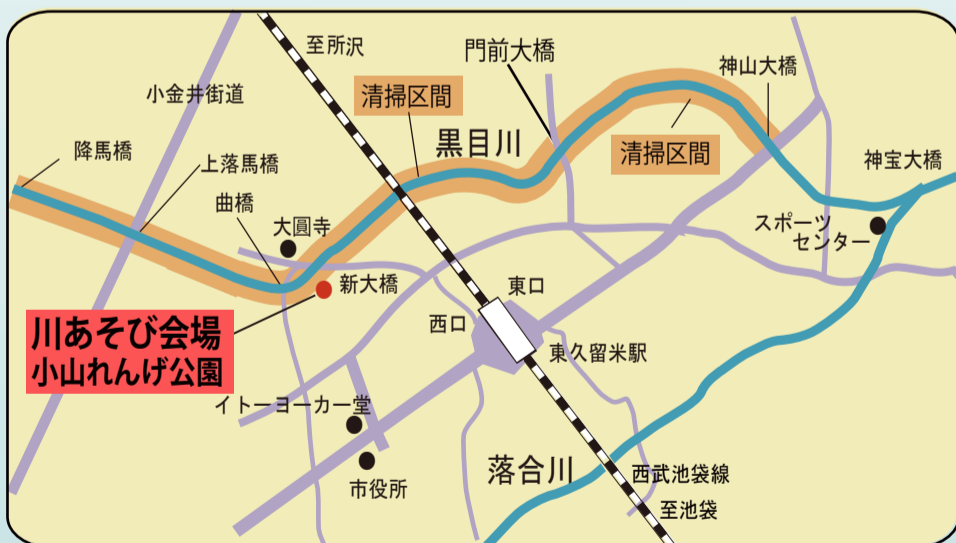 至所沢
門前大橋
神山大橋
小金井街道
清掃区間
黒目川
降馬橋
上落馬橋
清掃区間
神宝大橋
曲橋
大圓寺
スポーツ
センター
新大橋
東口
西口
川あそび会場
小山れんげ公園
東久留米駅
イトーヨーカー堂
落合川
西武池袋線
市役所
至池袋